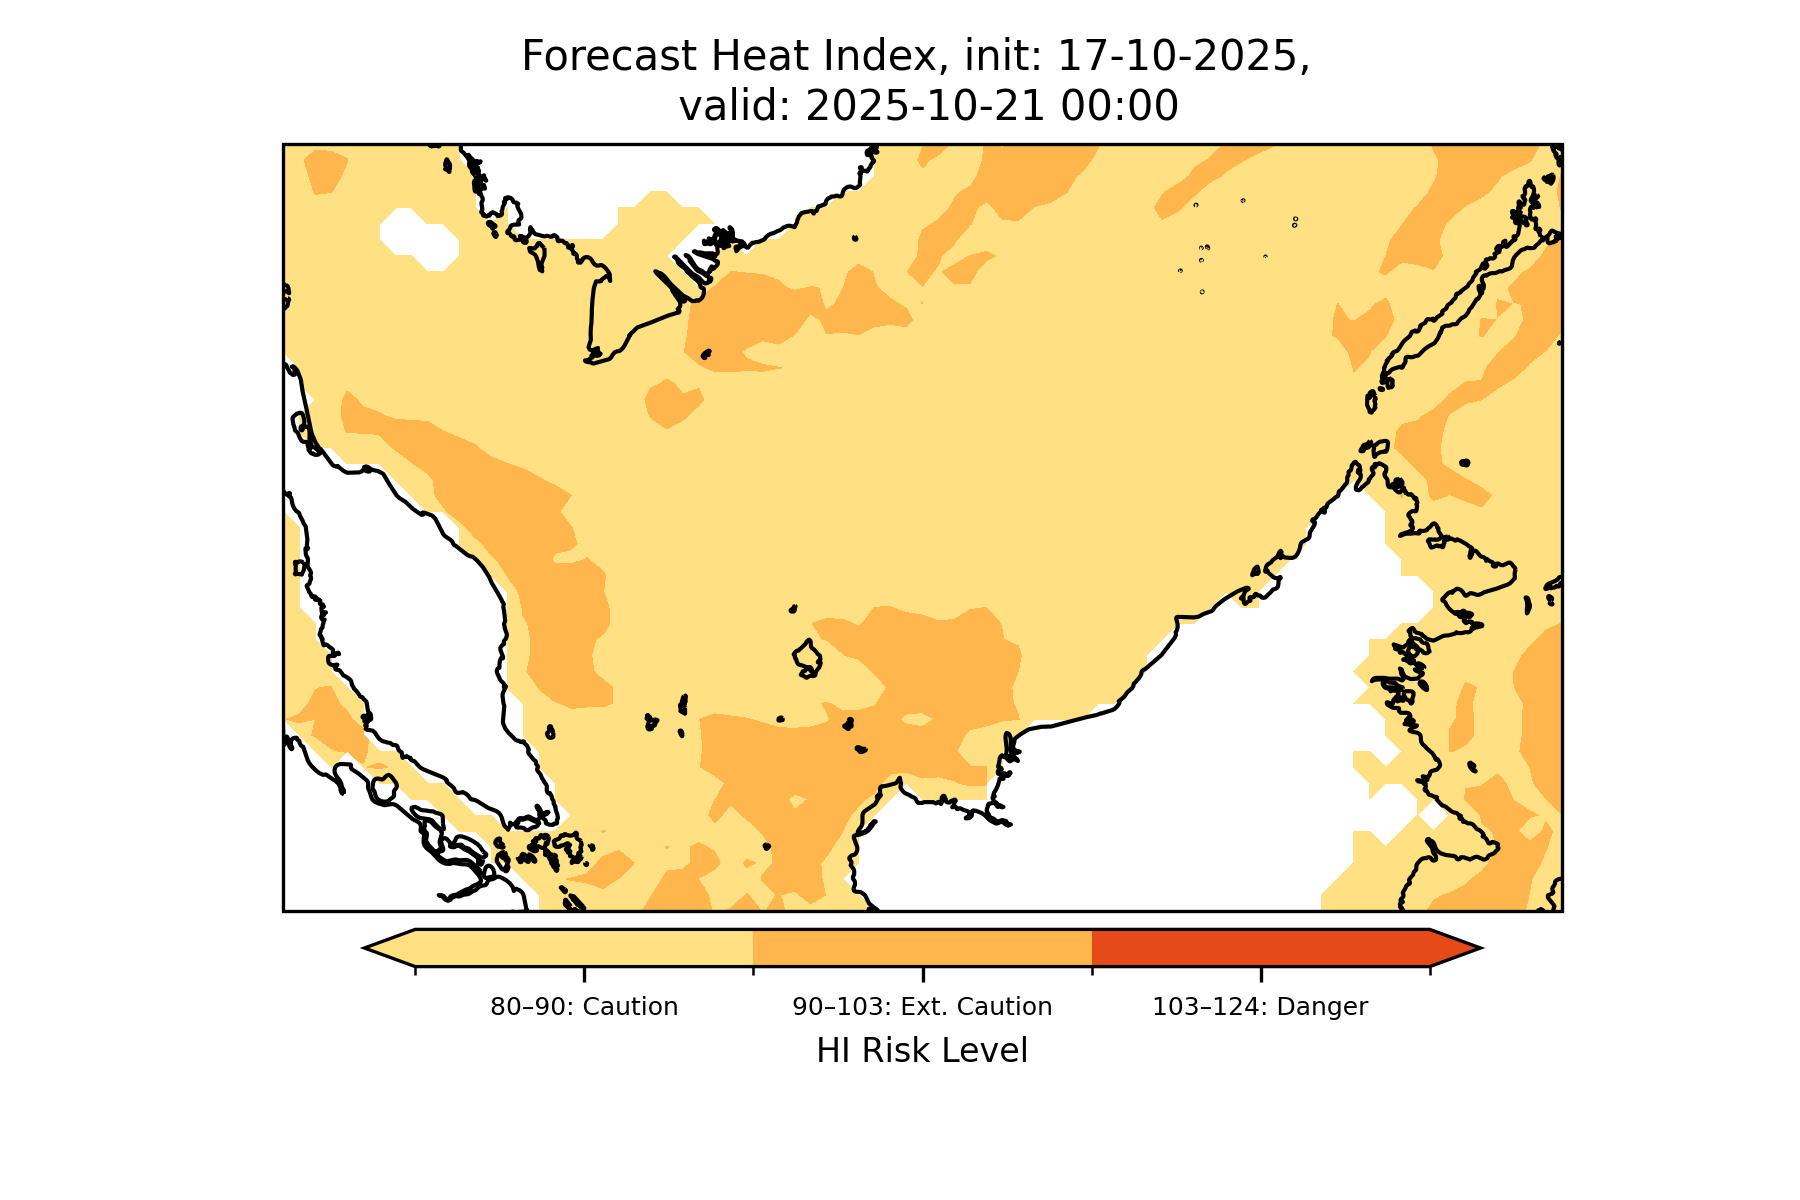 Forecast Heat Index, init: 17-10-2025,
valid: 2025-10-21 00:00
80–90: Caution
90–103: Ext. Caution
103–124: Danger
HI Risk Level